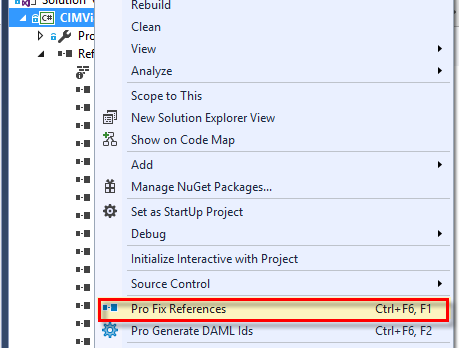 Solution
Rebuild
CIMVi
Clean
Pro
View
Ref
Analyze
Scope to This
New Solution Explorer View
Show on Code Map
Add
Manage NuGet Packages...
Set as StartUp Project
Debug
Initialize Interactive with Project
Source Control
Pro Fix References Ctrl+F6, F1
Pro Generate DAML Ids Ctrl+F6, F2